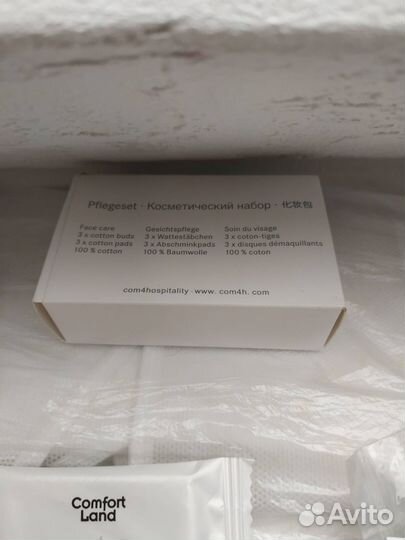 Pflegeset · Косметический набор · 化妆包
Face care
3 x cotton buds
3 x cotton pads
100 % cotton
Gesichtspflege
3 x Wattestäbchen
3 x Abschminkpads
100 % Baumwolle
Soin du visage
3 x coton-tiges
3 x disques démaquillants
100 % coton
com4hospitality · www. com4h. com
Comfort
Land
Avito